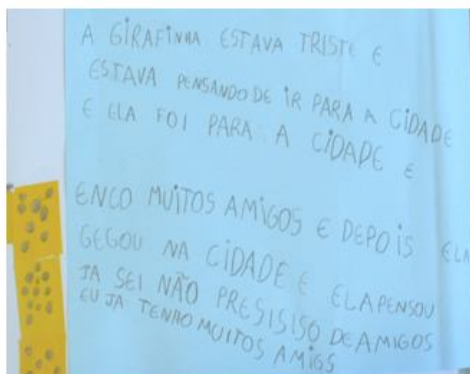 A GIRAFINHA ESTAVA TRISTE E
ESTAVA PENSANDO DE IR PARA A CIDADE
E ELA FOI PARA A CIDADE E
ENCO MUITOS AMIGOS E DEPOIS ELA
GEGOU NA CIDADE E ELA PENSOU
JA SEI NÃO PRESISISO DE AMIGOS
EU JA TENHO MUITOS AMIGS